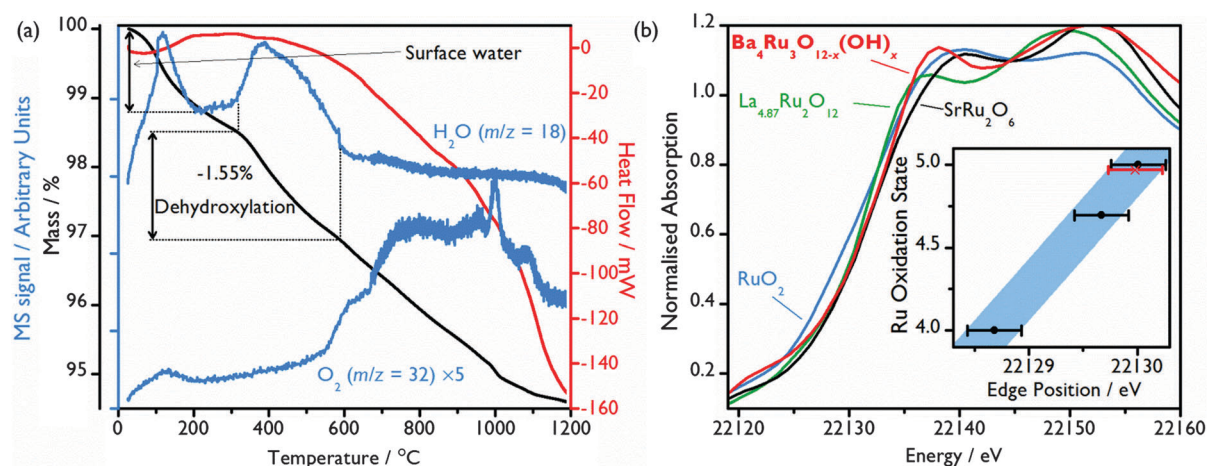 (a)
100
99
98
97
96
95
Mass / %
MS signal / Arbitrary Units
Surface water
-1.55%
Dehydroxylation
H2O (m/z = 18)
O2 (m/z = 32) ×5
0
-20
-40
-60
-80
-100
-120
-140
-160
Heat Flow / mW
0 200 400 600 800 1000 1200
Temperature / °C
(b)
1.2
1.0
0.8
0.6
0.4
0.2
Normalised Absorption
Ba4Ru3O12-x(OH)x
La4.87Ru2O12
SrRu2O6
RuO2
5.0
4.5
4.0
Ru Oxidation State
22129 22130
Edge Position / eV
22120 22130 22140 22150 22160
Energy / eV